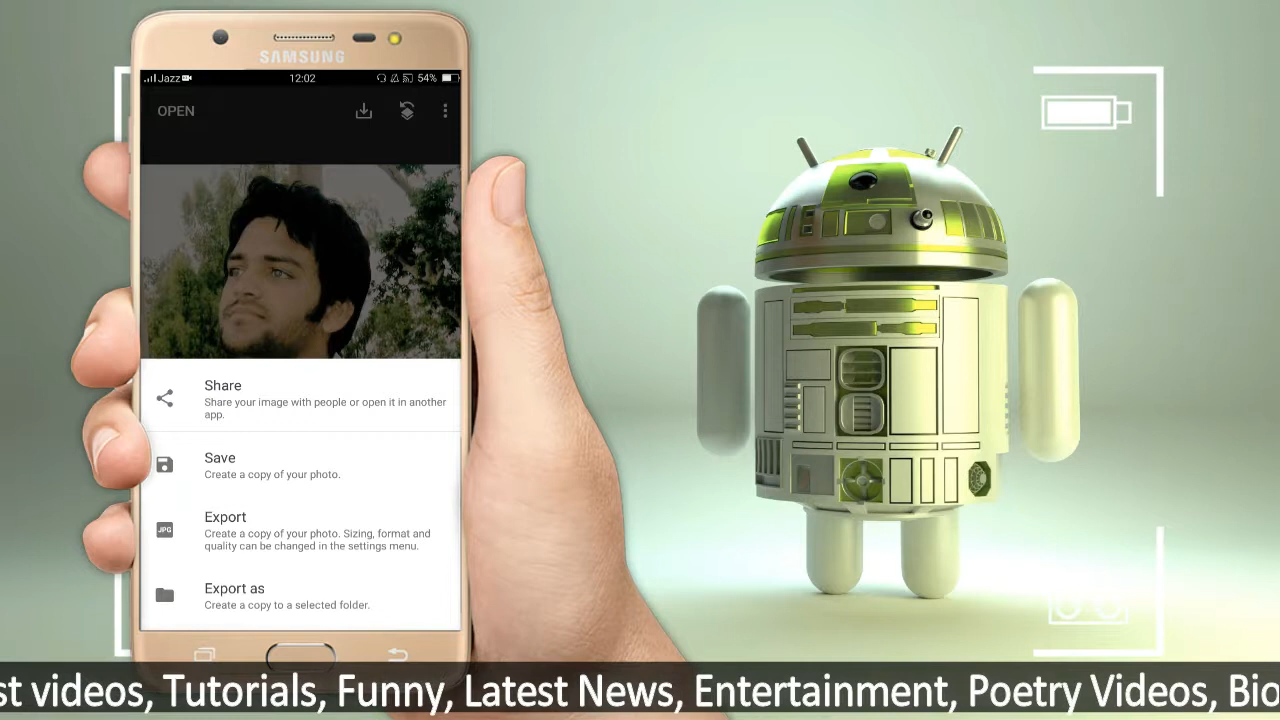 SAMSUNG
Jazz 12:02 54%
OPEN
Share
Share your image with people or open it in another
app.
Save
Create a copy of your photo.
Export
JPG
Create a copy of your photo. Sizing, format and
quality can be changed in the settings menu.
Export as
Create a copy to a selected folder.
st videos, Tutorials, Funny, Latest News, Entertainment, Poetry Videos, Bio